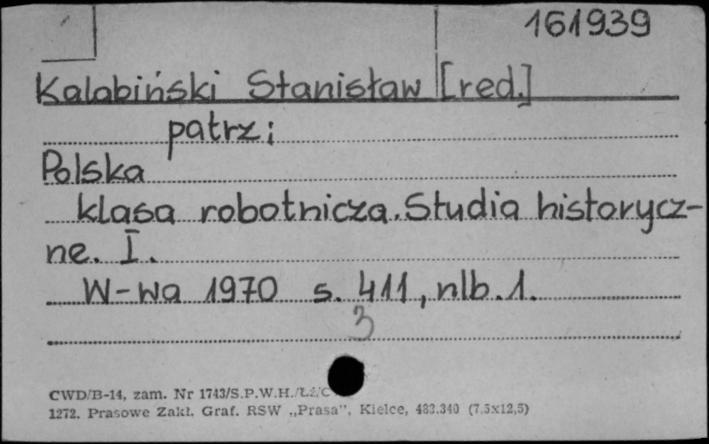 161939
Kalabiński Stanisław [red.]
patrz:
Polska
klasa robotnicza. Studia historycz-
ne. I.
W-wa 1970 s. 411, nlb. 1.
3
CWD/B-14, zam. Nr 1743/S.P.W.H./
1272. Prasowe Zakł. Graf. RSW „Prasa", Kielce, 483.340 (7,5x12,5)